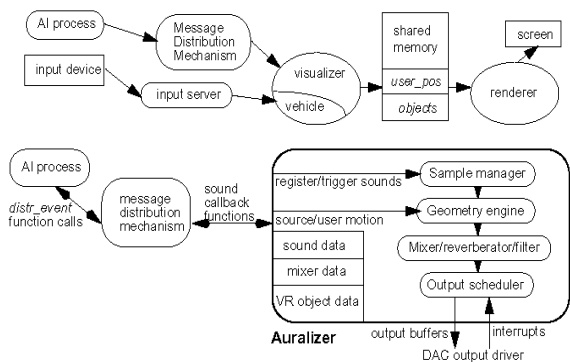 AI process
Message
Distribution
Mechanism
input device
input server
visualizer
vehicle
shared
memory
user_pos
objects
screen
renderer
AI process
distr_event
function calls
message
distribution
mechanism
sound
callback
functions
register/trigger sounds
source/user motion
sound data
mixer data
VR object data
Sample manager
Geometry engine
Mixer/reverberator/filter
Output scheduler
Auralizer
output buffers
interrupts
DAC output driver